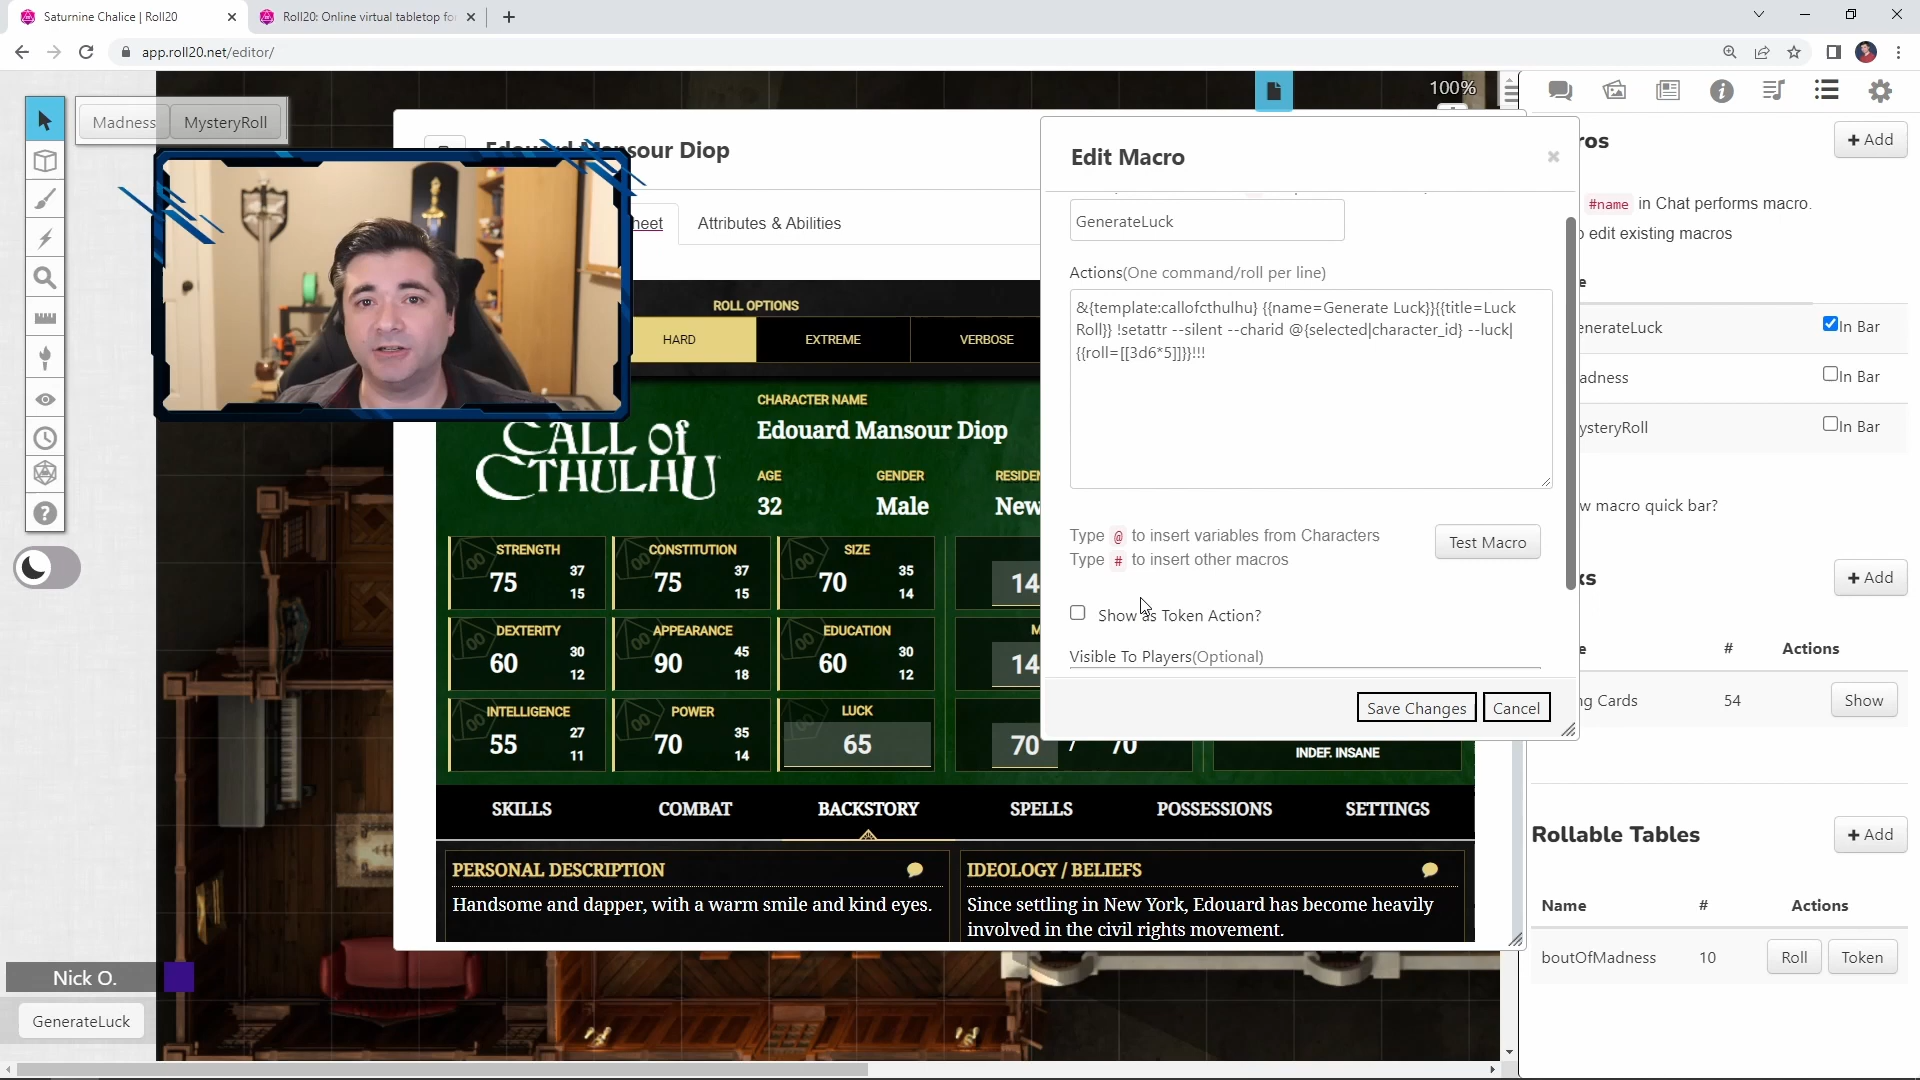 Saturnine Chalice | Roll20
Roll20: Online virtual tabletop fo
app.roll20.net/editor/
Madness
MysteryRoll
100%
Edouard Mansour Diop
heet
Attributes & Abilities
ROLL OPTIONS
HARD
EXTREME
VERBOSE
CALL of
CTHULHU
CHARACTER NAME
Edouard Mansour Diop
AGE
GENDER
RESIDEN
32
Male
New
STRENGTH
75
37
15
CONSTITUTION
75
37
15
SIZE
70
35
14
14
DEXTERITY
60
30
12
APPEARANCE
90
45
18
EDUCATION
60
30
12
M
14
INTELLIGENCE
55
27
11
POWER
70
35
14
LUCK
65
70 / 70
INDEF. INSANE
SKILLS
COMBAT
BACKSTORY
SPELLS
POSSESSIONS
SETTINGS
PERSONAL DESCRIPTION
Handsome and dapper, with a warm smile and kind eyes.
IDEOLOGY / BELIEFS
Since settling in New York, Edouard has become heavily
involved in the civil rights movement.
Edit Macro
×
GenerateLuck
Actions(One command/roll per line)
&{template:callofcthulhu} {{name=Generate Luck}}{{title=Luck
Roll}} !setattr --silent --charid @{selected|character_id} --luck|
{{roll=[[3d6*5]]}}!!!
Type @ to insert variables from Characters
Type # to insert other macros
Test Macro
Show as Token Action?
Visible To Players(Optional)
Save Changes
Cancel
ros
+ Add
#name in Chat performs macro.
o edit existing macros
e
enerateLuck
In Bar
adness
In Bar
ysteryRoll
In Bar
w macro quick bar?
ks
+ Add
e
#
Actions
ng Cards
54
Show
Rollable Tables
+ Add
Name
#
Actions
boutOfMadness
10
Roll
Token
Nick O.
GenerateLuck